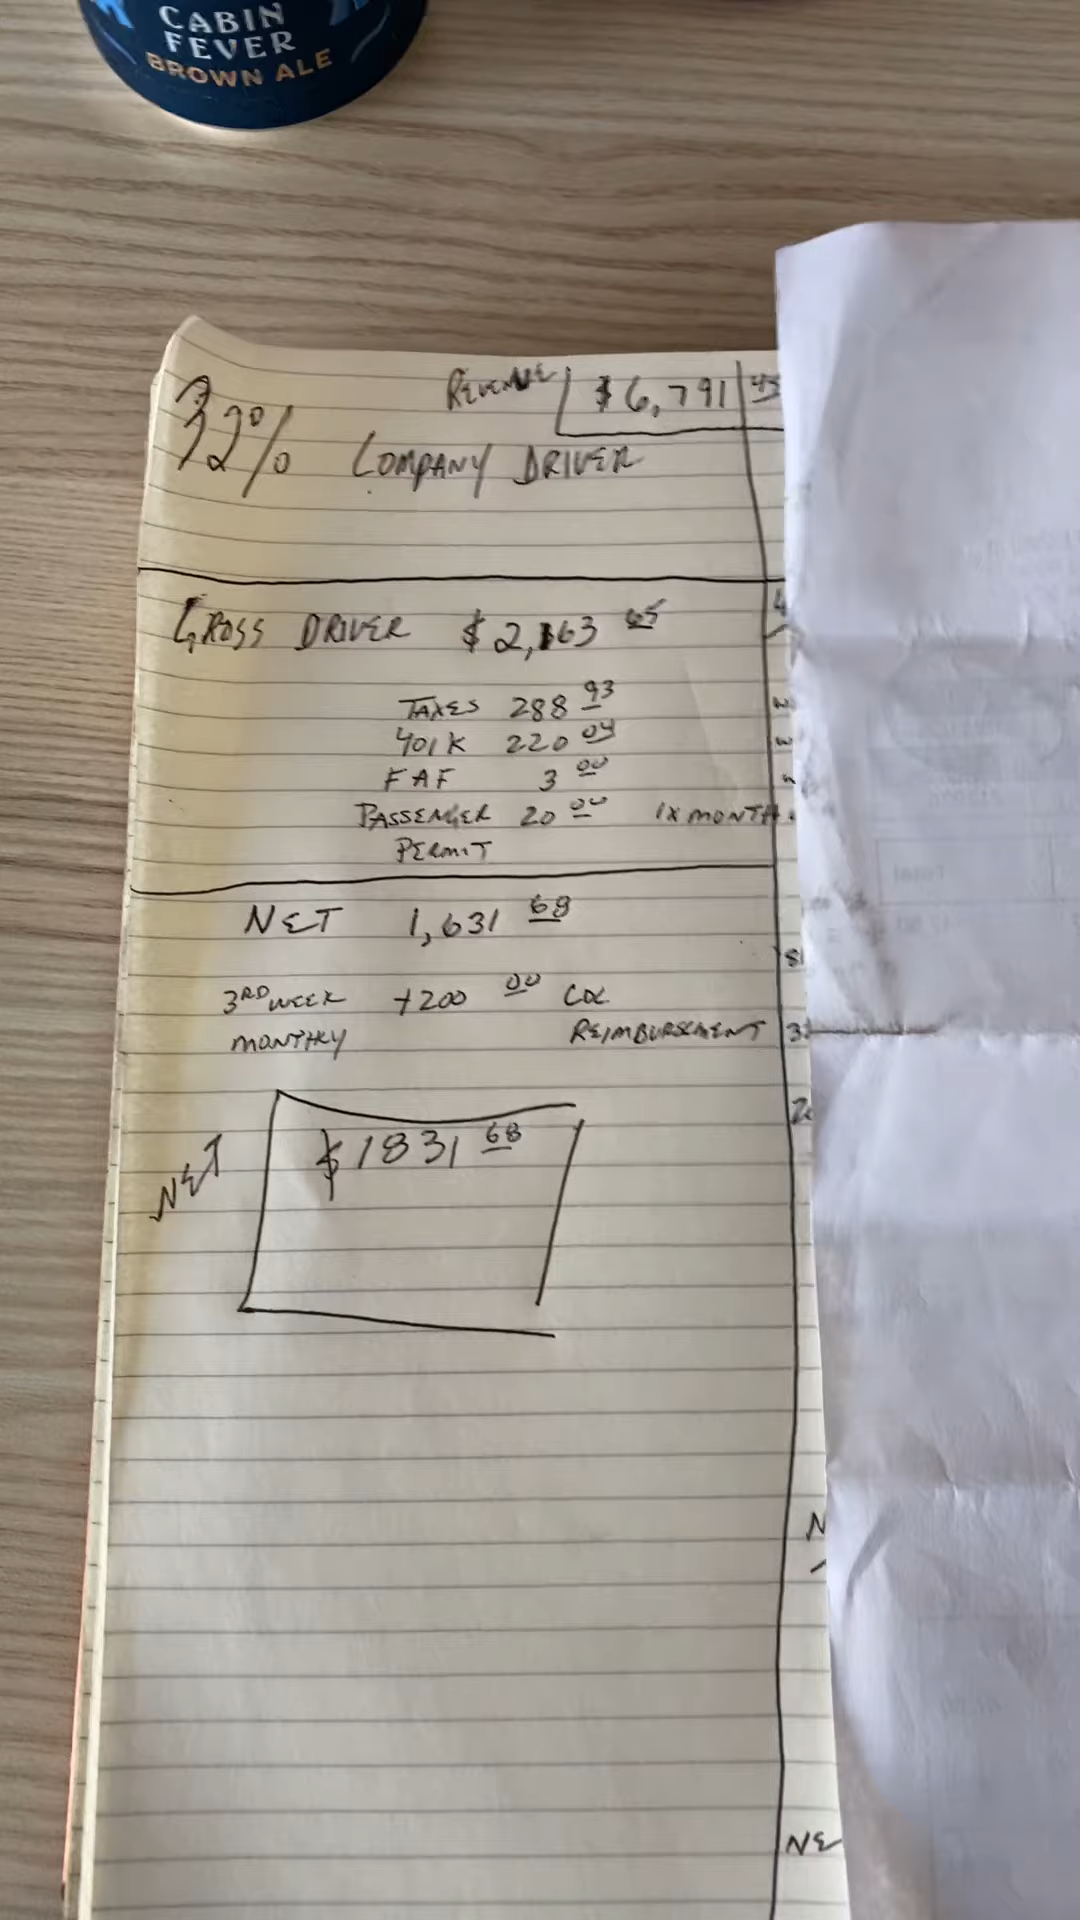 CABIN
FEVER
BROWN ALE
REVENUE $6,791 45
32% COMPANY DRIVER
GROSS DRIVER $2,163 65
TAXES 288 93
401K 220 04
FAF 3 00
PASSENGER 20 00 1X MONTH
PERMIT
NET 1,631 68
3RD WEEK +200 00 CDL
MONTHLY REIMBURSEMENT
NET $1831 68
NE